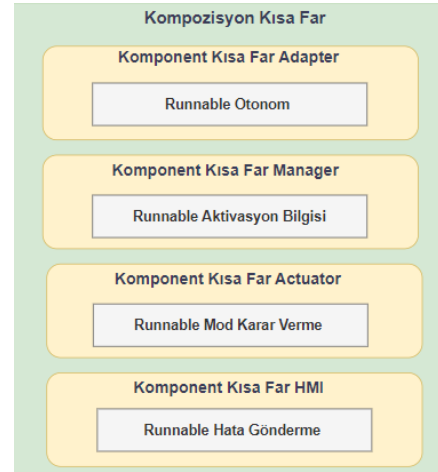 Kompozisyon Kısa Far
Komponent Kısa Far Adapter
Runnable Otonom
Komponent Kısa Far Manager
Runnable Aktivasyon Bilgisi
Komponent Kısa Far Actuator
Runnable Mod Karar Verme
Komponent Kısa Far HMI
Runnable Hata Gönderme